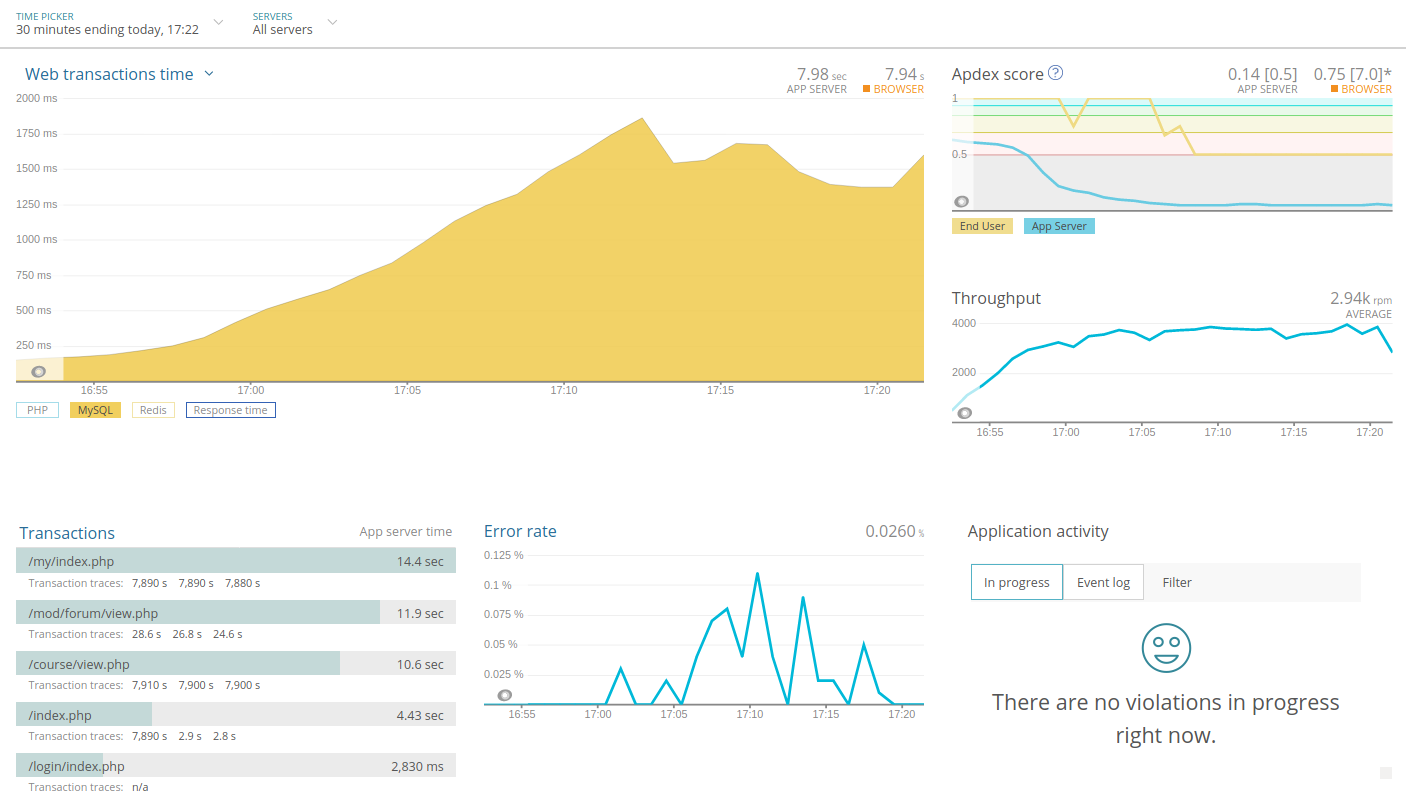 TIME PICKER
30 minutes ending today, 17:22
SERVERS
All servers
Web transactions time
7.98 sec
APP SERVER
7.94 s
BROWSER
2000 ms
1750 ms
1500 ms
1250 ms
1000 ms
750 ms
500 ms
250 ms
16:55 17:00 17:05 17:10 17:15 17:20
PHP MySQL Redis Response time
Apdex score ?
0.14 [0.5]
APP SERVER
0.75 [7.0]*
BROWSER
1
0.5
End User App Server
Throughput
2.94k rpm
AVERAGE
4000
2000
16:55 17:00 17:05 17:10 17:15 17:20
Transactions App server time
/my/index.php 14.4 sec
Transaction traces: 7,890 s 7,890 s 7,880 s
/mod/forum/view.php 11.9 sec
Transaction traces: 28.6 s 26.8 s 24.6 s
/course/view.php 10.6 sec
Transaction traces: 7,910 s 7,900 s 7,900 s
/index.php 4.43 sec
Transaction traces: 7,890 s 2.9 s 2.8 s
/login/index.php 2,830 ms
Transaction traces: n/a
Error rate 0.0260 %
0.125 %
0.1 %
0.075 %
0.05 %
0.025 %
16:55 17:00 17:05 17:10 17:15 17:20
Application activity
In progress Event log Filter
There are no violations in progress
right now.